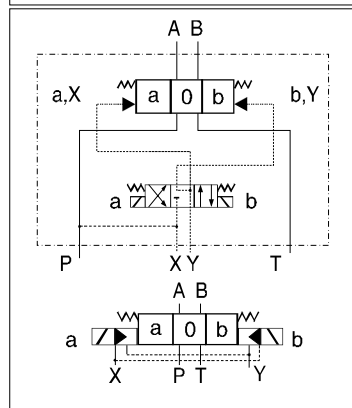 A B
a,X a 0 b b,Y
a b
P X Y T
A B
a a 0 b b
X P T Y